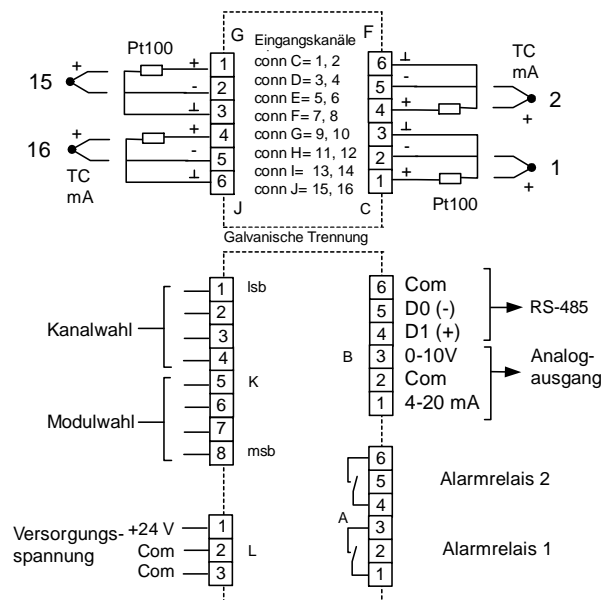 G Eingangskanäle F
conn C= 1, 2
conn D= 3, 4
conn E= 5, 6
conn F= 7, 8
conn G= 9, 10
conn H= 11, 12
conn I= 13, 14
conn J= 15, 16
J C
Pt100
15
+
+ 1
- 2
⊥ 3
16
+
+ 4
- 5
⊥ 6
TC
mA
6 ⊥
5 -
4 +
TC
mA
2
+
3 ⊥
2 -
1 +
1
+
Pt100
Galvanische Trennung
Kanalwahl
1 lsb
2
3
4
Modulwahl
5 K
6
7
8 msb
Versorgungs-
spannung
+24 V 1
Com 2 L
Com 3
B
6 Com
5 D0 (-)
4 D1 (+)
RS-485
3 0-10V
2 Com
1 4-20 mA
Analog-
ausgang
A
6
5
4
Alarmrelais 2
3
2
1
Alarmrelais 1